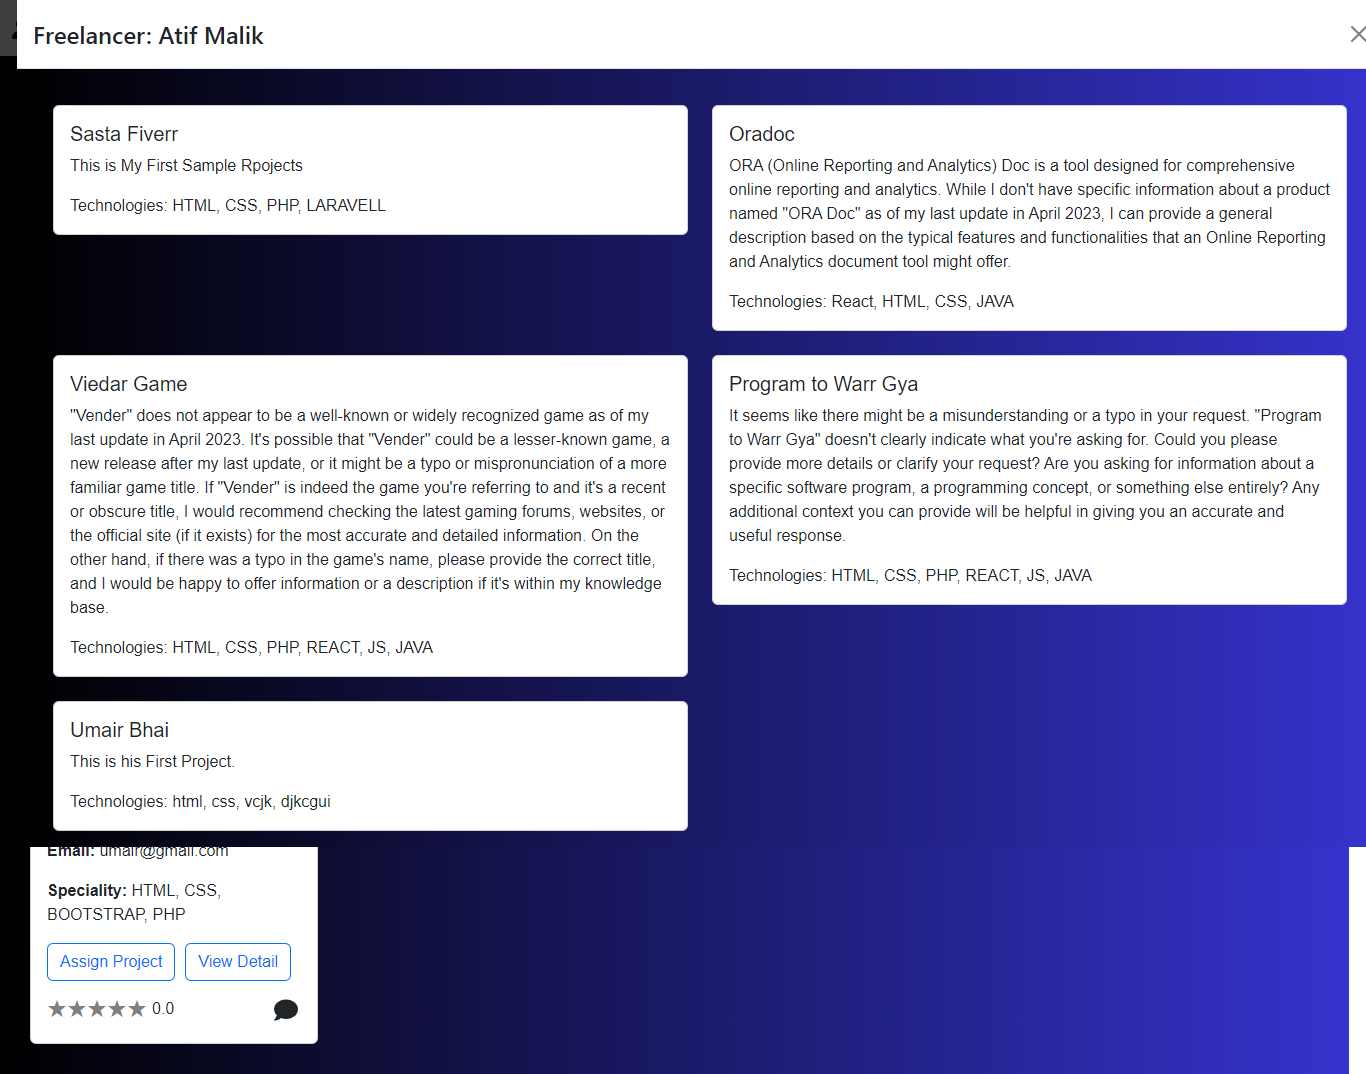 Freelancer: Atif Malik
Sasta Fiverr
This is My First Sample Rpojects
Technologies: HTML, CSS, PHP, LARAVELL
Oradoc
ORA (Online Reporting and Analytics) Doc is a tool designed for comprehensive
online reporting and analytics. While I don't have specific information about a product
named "ORA Doc" as of my last update in April 2023, I can provide a general
description based on the typical features and functionalities that an Online Reporting
and Analytics document tool might offer.
Technologies: React, HTML, CSS, JAVA
Viedar Game
"Vender" does not appear to be a well-known or widely recognized game as of my
last update in April 2023. It's possible that "Vender" could be a lesser-known game, a
new release after my last update, or it might be a typo or mispronunciation of a more
familiar game title. If "Vender" is indeed the game you're referring to and it's a recent
or obscure title, I would recommend checking the latest gaming forums, websites, or
the official site (if it exists) for the most accurate and detailed information. On the
other hand, if there was a typo in the game's name, please provide the correct title,
and I would be happy to offer information or a description if it's within my knowledge
base.
Technologies: HTML, CSS, PHP, REACT, JS, JAVA
Program to Warr Gya
It seems like there might be a misunderstanding or a typo in your request. "Program
to Warr Gya" doesn't clearly indicate what you're asking for. Could you please
provide more details or clarify your request? Are you asking for information about a
specific software program, a programming concept, or something else entirely? Any
additional context you can provide will be helpful in giving you an accurate and
useful response.
Technologies: HTML, CSS, PHP, REACT, JS, JAVA
Umair Bhai
This is his First Project.
Technologies: html, css, vcjk, djkcgui
Email: umair@gmail.com
Speciality: HTML, CSS,
BOOTSTRAP, PHP
Assign Project
View Detail
0.0